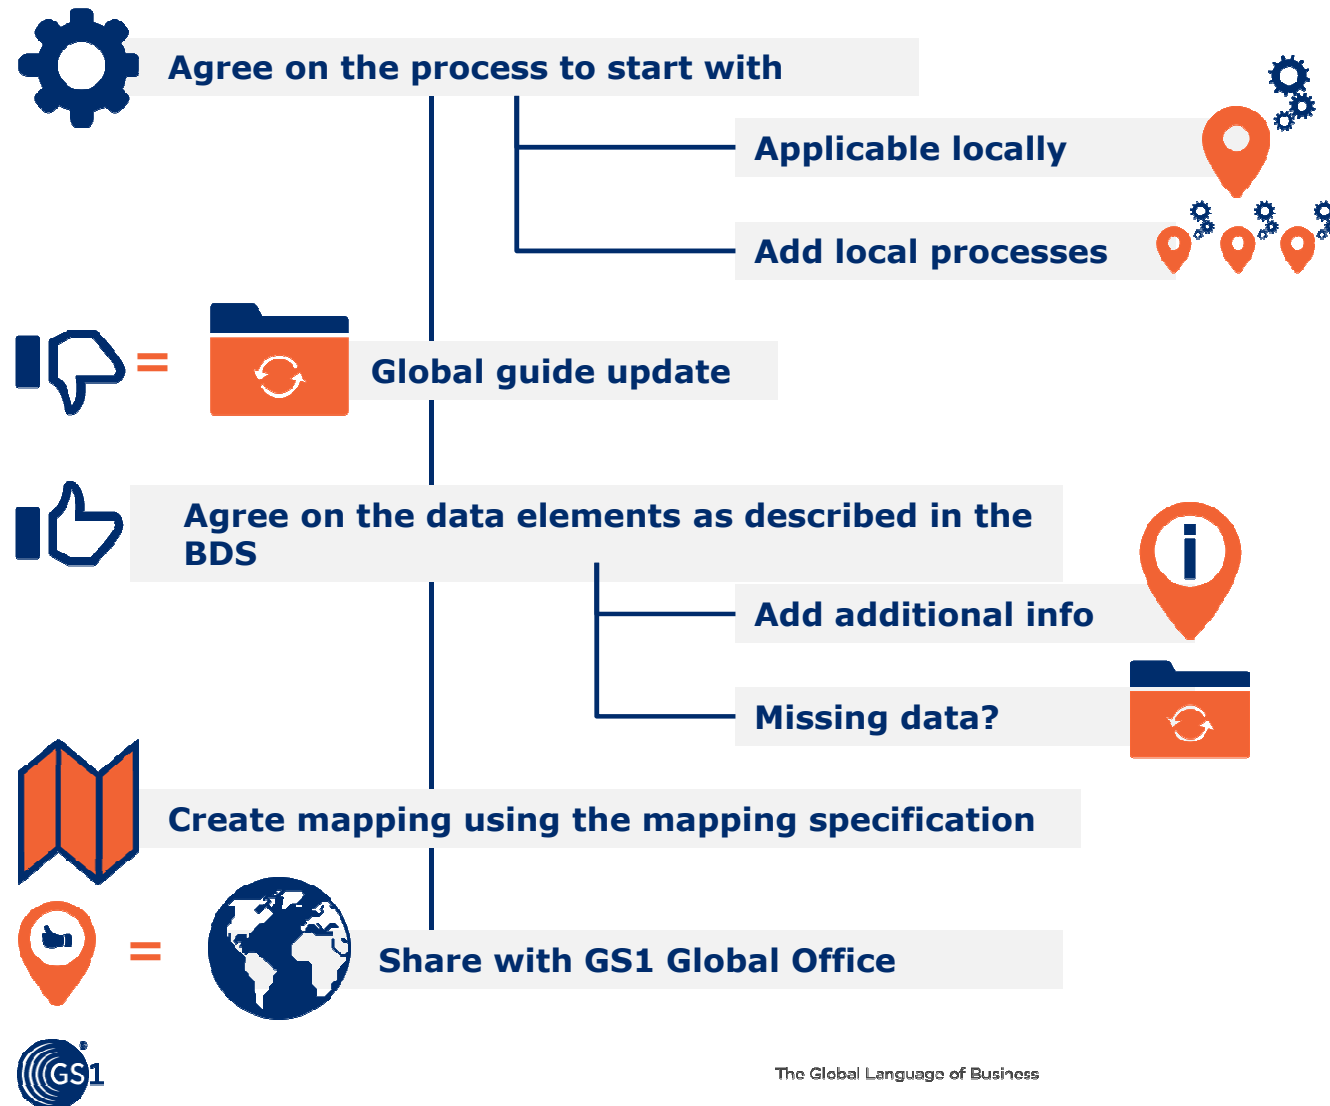 Agree on the process to start with
Applicable locally
Add local processes
=
Global guide update
Agree on the data elements as described in the
BDS
i
Add additional info
Missing data?
Create mapping using the mapping specification
=
Share with GS1 Global Office
GS1
®
The Global Language of Business